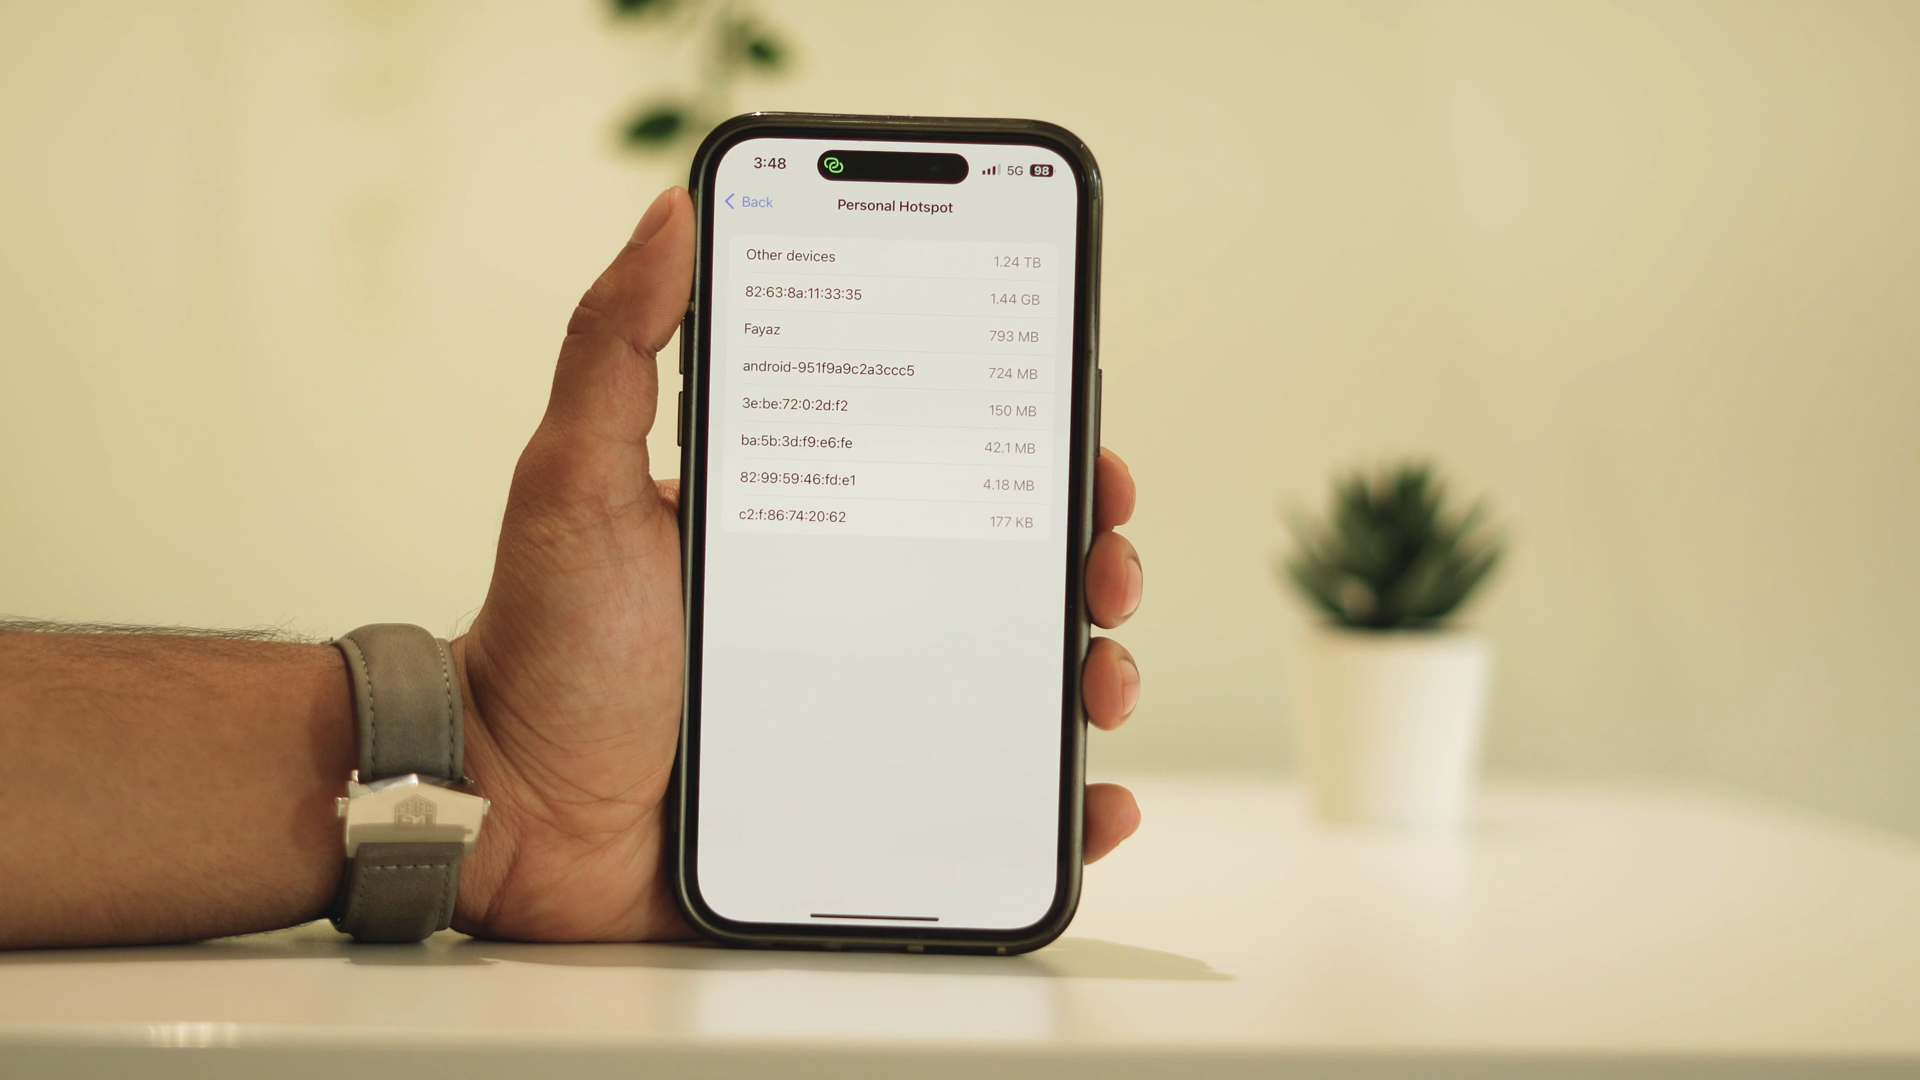 3:48
5G 98
Back
Personal Hotspot
Other devices 1.24 TB
82:63:8a:11:33:35 1.44 GB
Fayaz 793 MB
android-951f9a9c2a3ccc5 724 MB
3e:be:72:0:2d:f2 150 MB
ba:5b:3d:f9:e6:fe 42.1 MB
82:99:59:46:fd:e1 4.18 MB
c2:f:86:74:20:62 177 KB